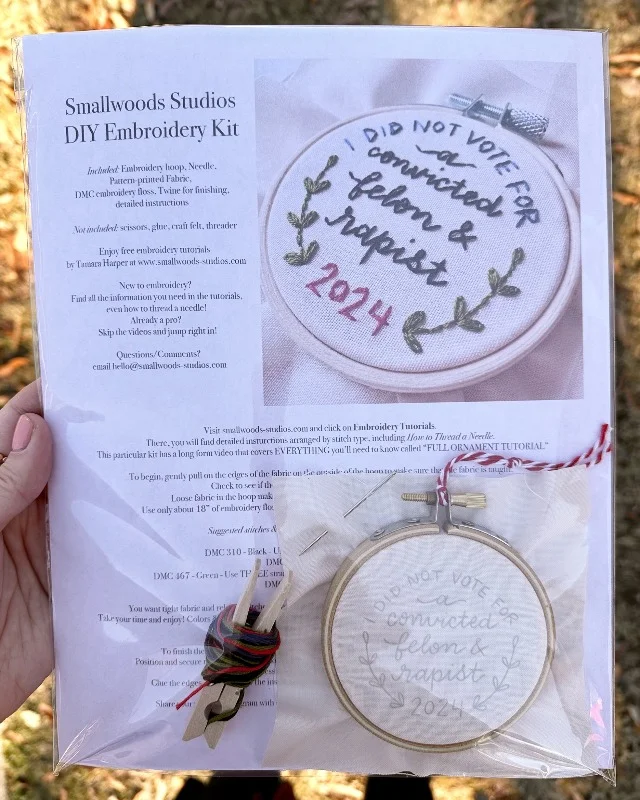 Smallwoods Studios
DIY Embroidery Kit
Included: Embroidery hoop, Needle,
Pattern-printed Fabric,
DMC embroidery floss, Twine for finishing,
detailed instructions
Not included: scissors, glue, craft felt, threader
Enjoy free embroidery tutorials
by Tamara Harper at www.smallwoods-studios.com
New to embroidery?
Find all the information you need in the tutorials,
even how to thread a needle!
Already a pro?
Skip the videos and jump right in!
Questions/Comments?
email hello@smallwoods-studios.com
I DID NOT VOTE FOR
a
convicted
felon &
rapist
2024
Visit smallwoods-studios.com and click on Embroidery Tutorials.
There, you will find detailed instructions arranged by stitch type, including How to Thread a Needle.
This particular kit has a long form video that covers EVERYTHING you'll need to know called "FULL ORNAMENT TUTORIAL"
To begin, gently pull on the edges of the fabric on the outside of the hoop to make sure the fabric is taught.
Check to see if th
Loose fabric in the hoop mak
Use only about 18" of embroidery flo
Suggested stitches &
DMC 310 - Black - U
DMC
DMC 467 - Green - Use THREE stra
DM
You want tight fabric and rel
Take your time and enjoy! Colors
To finish the
Position and secure
Glue the edges
Share
I DID NOT VOTE FOR
a
convicted
felon &
rapist
2024